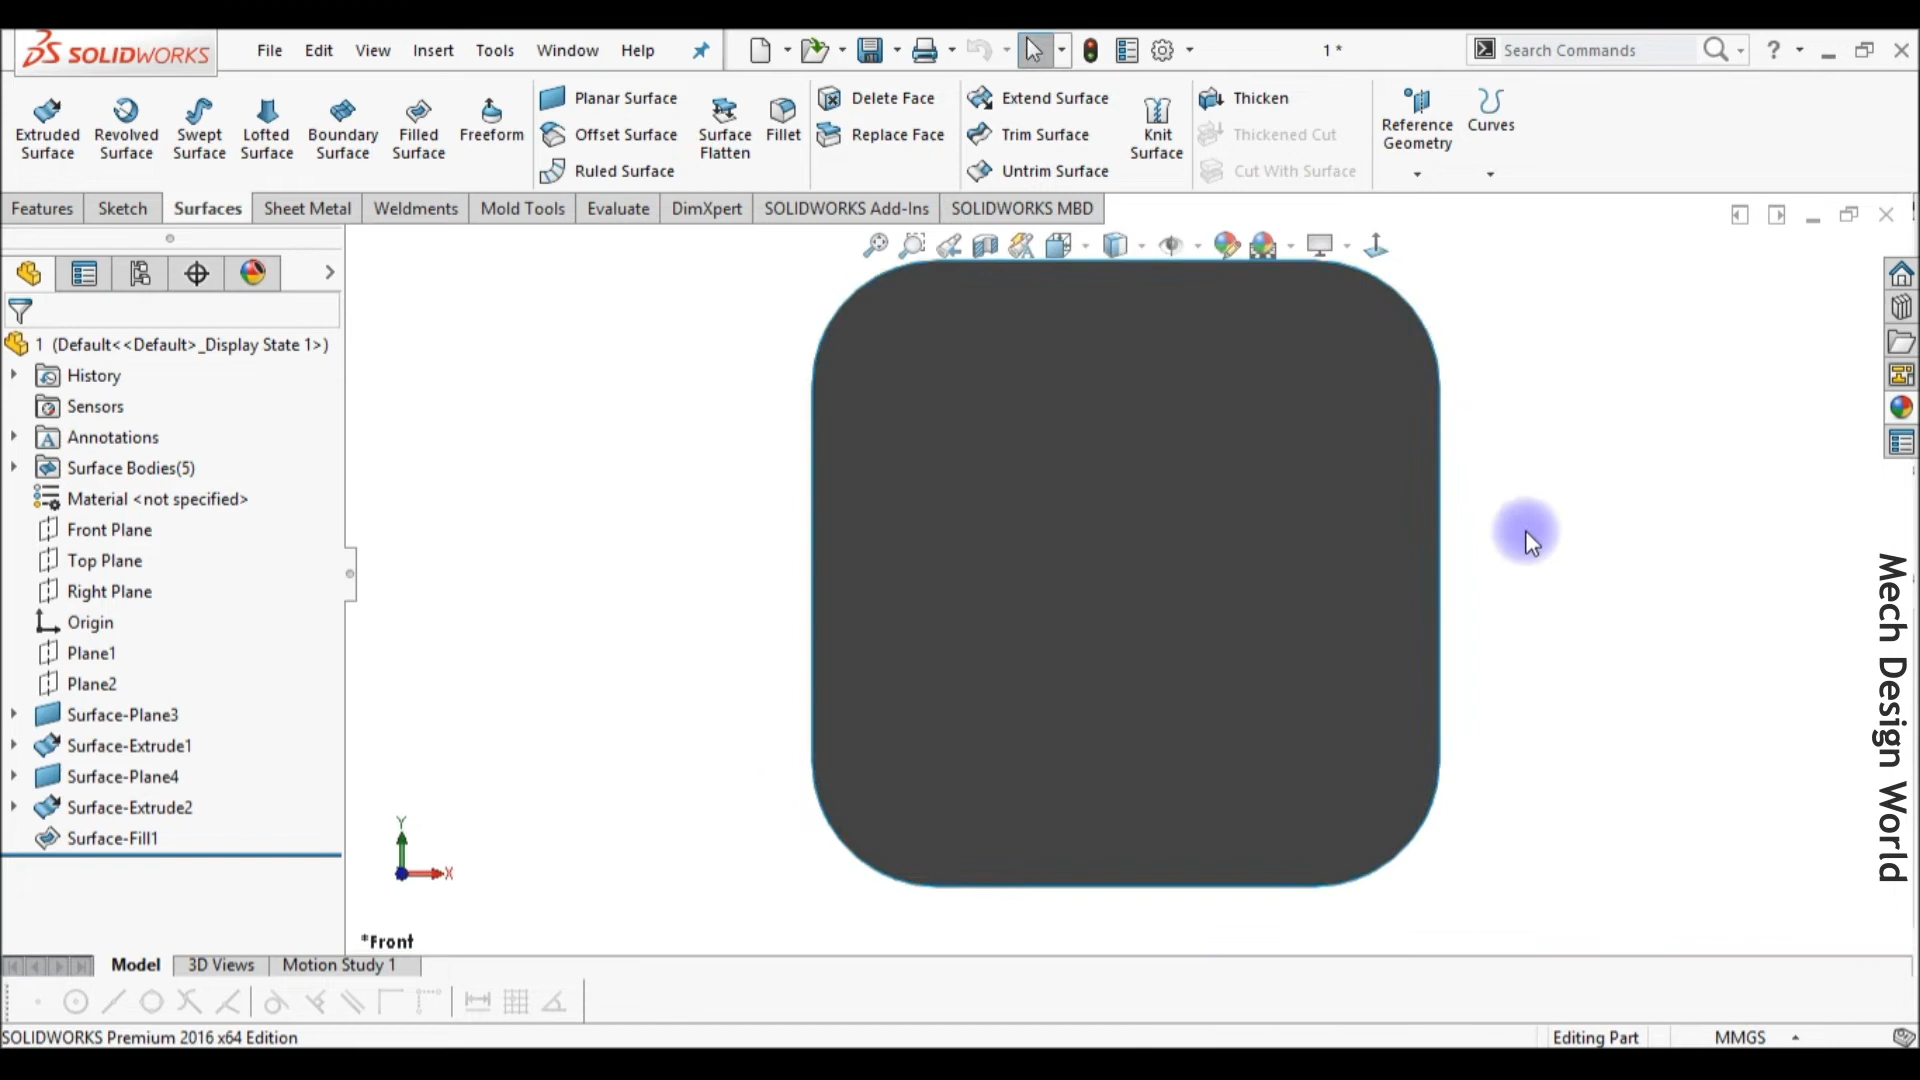 SOLIDWORKS File Edit View Insert Tools Window Help 1 * Search Commands ?
Extruded Surface
Revolved Surface
Swept Surface
Lofted Surface
Boundary Surface
Filled Surface
Freeform
Planar Surface
Offset Surface
Ruled Surface
Surface Flatten
Fillet
Delete Face
Replace Face
Extend Surface
Trim Surface
Untrim Surface
Knit Surface
Thicken
Thickened Cut
Cut With Surface
Reference Geometry
Curves
Features Sketch Surfaces Sheet Metal Weldments Mold Tools Evaluate DimXpert SOLIDWORKS Add-Ins SOLIDWORKS MBD
1 (Default<<Default>_Display State 1>)
History
Sensors
Annotations
Surface Bodies(5)
Material <not specified>
Front Plane
Top Plane
Right Plane
Origin
Plane1
Plane2
Surface-Plane3
Surface-Extrude1
Surface-Plane4
Surface-Extrude2
Surface-Fill1
Y
X
*Front
Mech Design World
Model 3D Views Motion Study 1
SOLIDWORKS Premium 2016 x64 Edition Editing Part MMGS